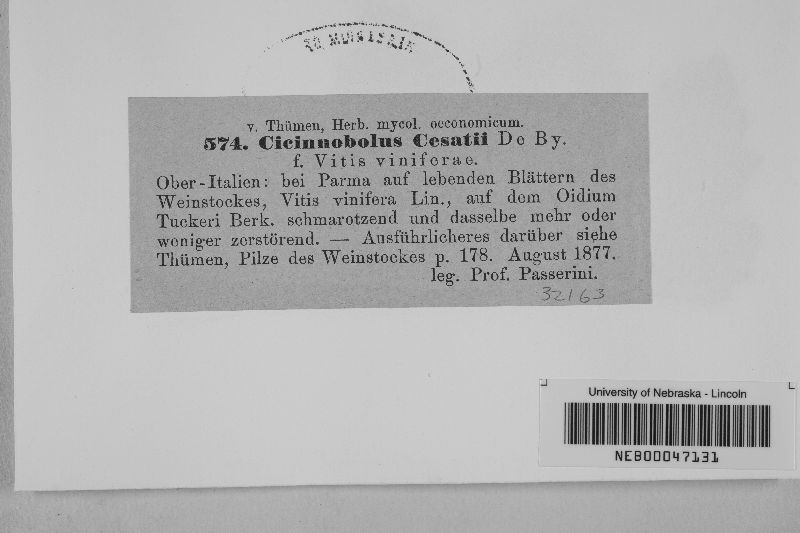 v. Thümen, Herb. mycol. oeconomicum.
574. Cicinnobolus Cesatii De By.
f. Vitis viniferae.
Ober-Italien: bei Parma auf lebenden Blättern des
Weinstockes, Vitis vinifera Lin., auf dem Oidium
Tuckeri Berk. schmarotzend und dasselbe mehr oder
weniger zerstörend. — Ausführlicheres darüber siehe
Thümen, Pilze des Weinstockes p. 178. August 1877.
leg. Prof. Passerini.
32163
University of Nebraska - Lincoln
NEB00047131